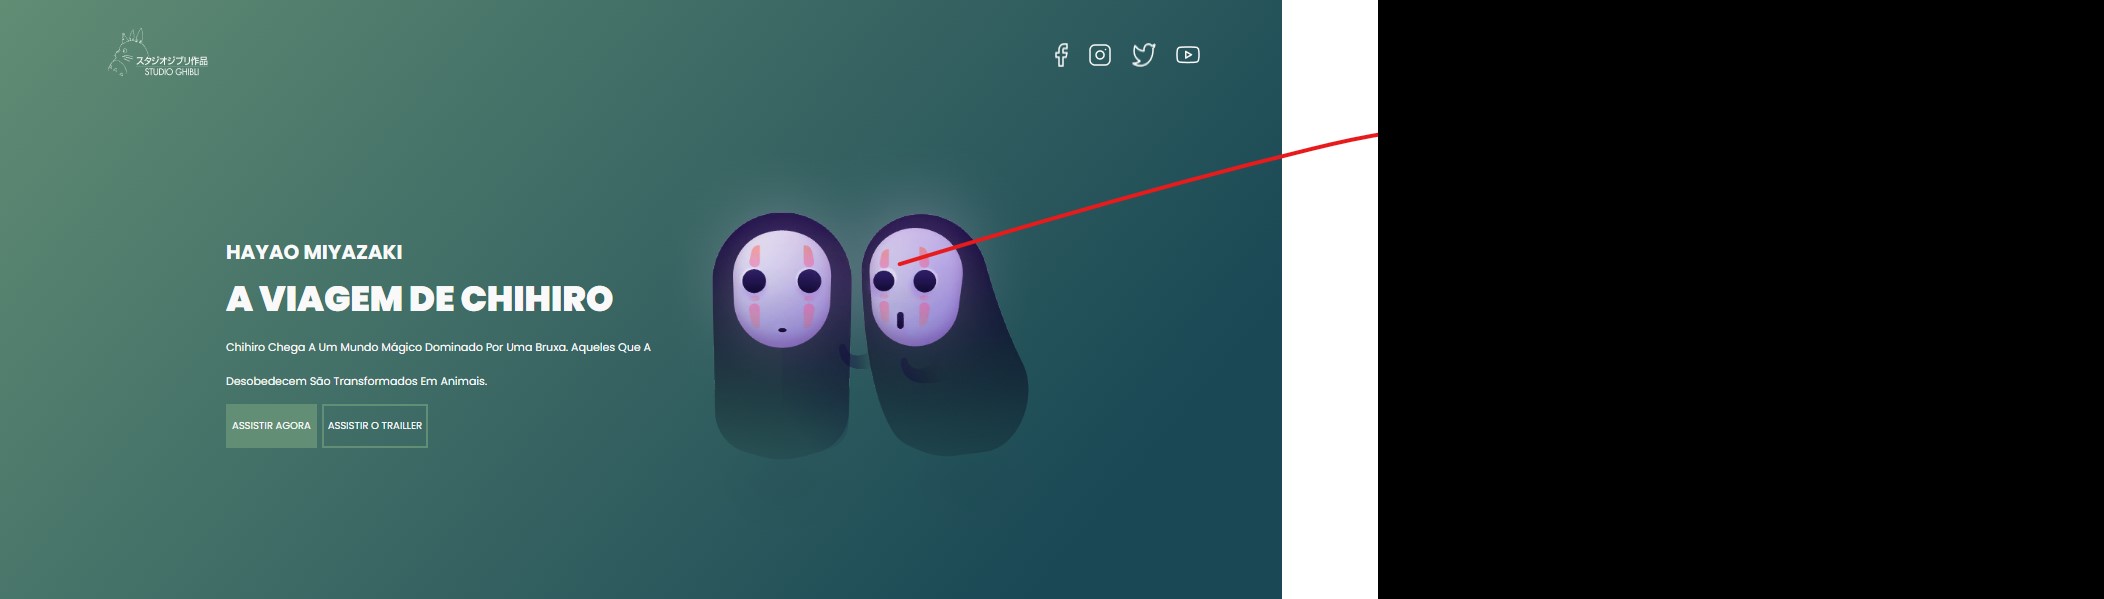 スタジオジブリ作品
STUDIO GHIBLI
HAYAO MIYAZAKI
A VIAGEM DE CHIHIRO
Chihiro Chega A Um Mundo Mágico Dominado Por Uma Bruxa. Aqueles Que A
Desobedecem São Transformados Em Animais.
ASSISTIR AGORA
ASSISTIR O TRAILLER